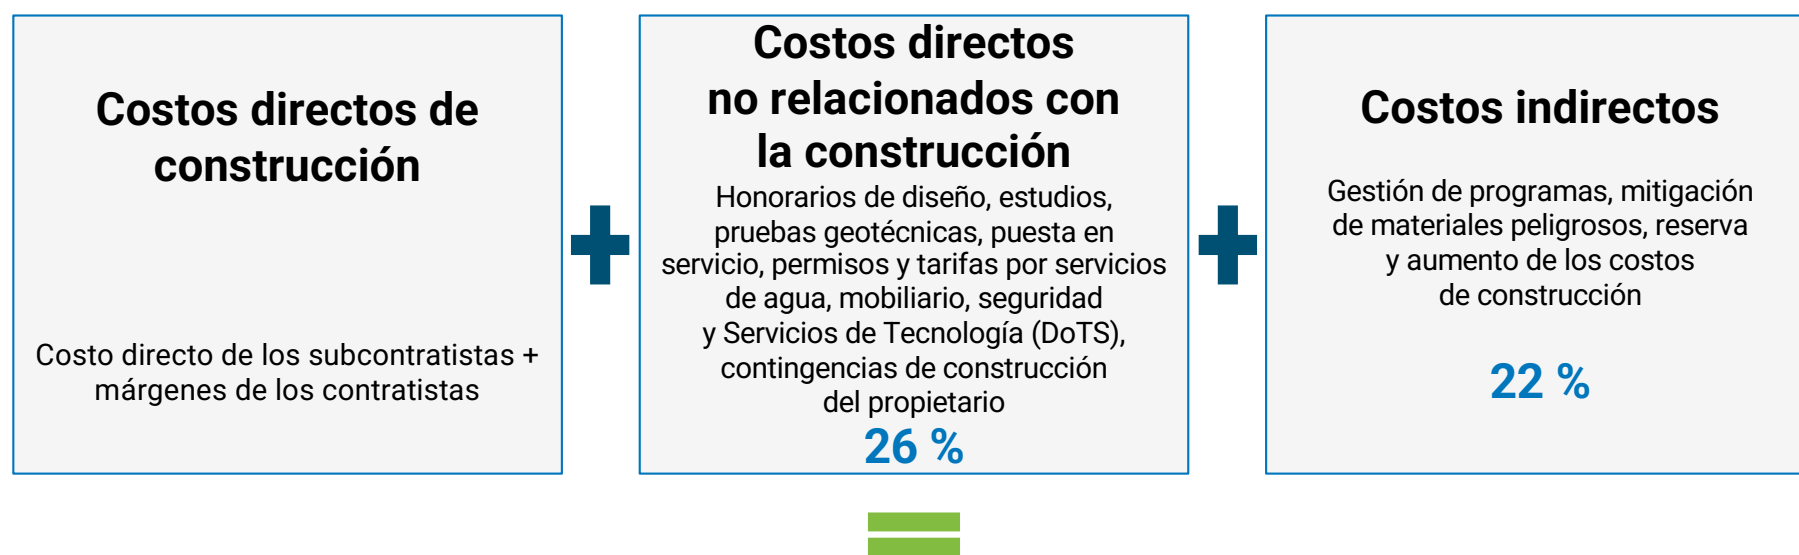 Costos directos de
construcción
Costo directo de los subcontratistas +
márgenes de los contratistas
Costos directos
no relacionados con
la construcción
Honorarios de diseño, estudios,
pruebas geotécnicas, puesta en
servicio, permisos y tarifas por servicios
de agua, mobiliario, seguridad
y Servicios de Tecnología (DoTS),
contingencias de construcción
del propietario
26 %
Costos indirectos
Gestión de programas, mitigación
de materiales peligrosos, reserva
y aumento de los costos
de construcción
22 %